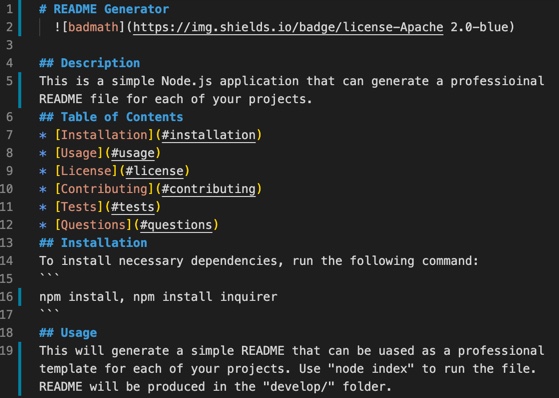 1 # README Generator
2 ![badmath](https://img.shields.io/badge/license-Apache 2.0-blue)
3
4 ## Description
5 This is a simple Node.js application that can generate a professioinal
README file for each of your projects.
6 ## Table of Contents
7 * [Installation](#installation)
8 * [Usage](#usage)
9 * [License](#license)
10 * [Contributing](#contributing)
11 * [Tests](#tests)
12 * [Questions](#questions)
13 ## Installation
14 To install necessary dependencies, run the following command:
15 ```
16 npm install, npm install inquirer
17 ```
18 ## Usage
19 This will generate a simple README that can be uased as a professional
template for each of your projects. Use "node index" to run the file.
README will be produced in the "develop/" folder.